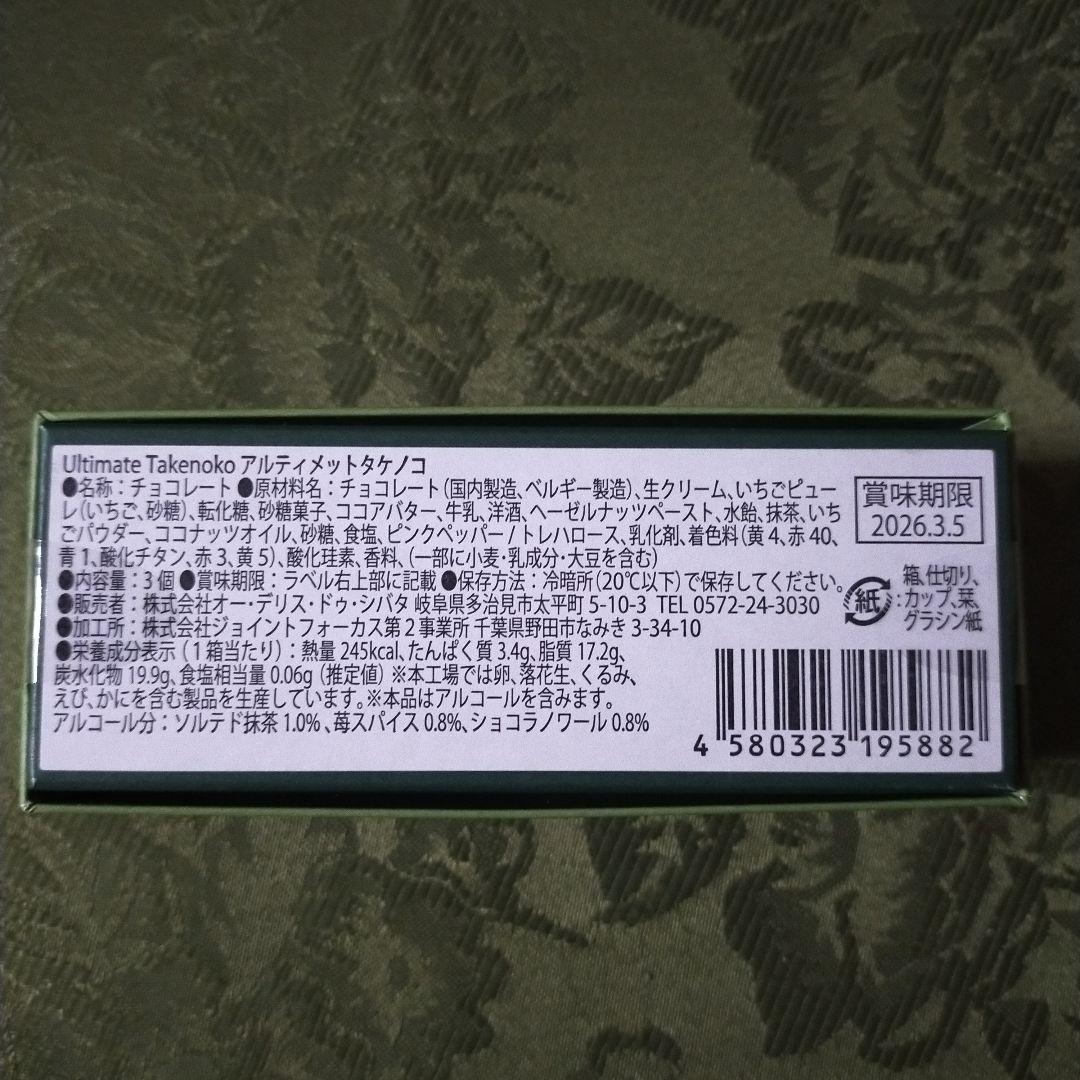 Ultimate Takenoko アルティメットタケノコ
●名称：チョコレート ●原材料名：チョコレート（国内製造、ベルギー製造）、生クリーム、いちごピュー
レ（いちご、砂糖）、転化糖、砂糖菓子、ココアバター、牛乳、洋酒、ヘーゼルナッツペースト、水飴、抹茶、いち
ごパウダー、ココナッツオイル、砂糖、食塩、ピンクペッパー / トレハロース、乳化剤、着色料（黄 4、赤 40、
青 1、酸化チタン、赤 3、黄 5）、酸化珪素、香料、（一部に小麦・乳成分・大豆を含む）
●内容量：3 個 ●賞味期限：ラベル右上部に記載 ●保存方法：冷暗所（20℃以下）で保存してください。
●販売者：株式会社オー・デリス・ドゥ・シバタ 岐阜県多治見市太平町 5-10-3 TEL 0572-24-3030
●加工所：株式会社ジョイントフォーカス第 2 事業所 千葉県野田市なみき 3-34-10
●栄養成分表示（1 箱当たり）：熱量 245kcal、たんぱく質 3.4g、脂質 17.2g、
炭水化物 19.9g、食塩相当量 0.06g（推定値）※本工場では卵、落花生、くるみ、
えび、かにを含む製品を生産しています。※本品はアルコールを含みます。
アルコール分：ソルテド抹茶 1.0% 、苺スパイス 0.8%、ショコラノワール 0.8%
賞味期限
2026.3.5
紙
箱、仕切り、
：カップ、栞、
グラシン紙
4 580323 195882